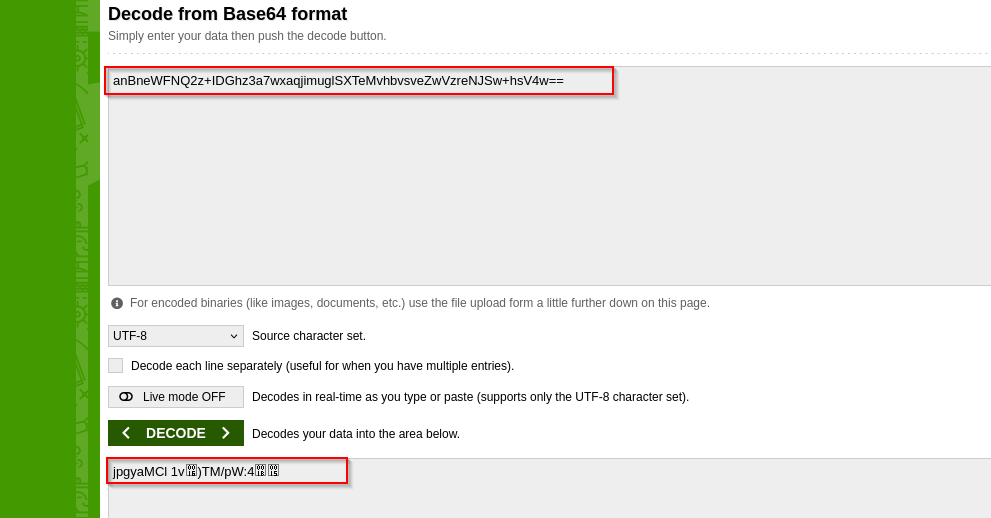 Decode from Base64 format
Simply enter your data then push the decode button.
anBneWFNQ2z+IDGhz3a7wxaqjimuglSXTeMvhbvsveZwVzreNJSw+hsV4w==
For encoded binaries (like images, documents, etc.) use the file upload form a little further down on this page.
UTF-8 Source character set.
Decode each line separately (useful for when you have multiple entries).
Live mode OFF Decodes in real-time as you type or paste (supports only the UTF-8 character set).
DECODE Decodes your data into the area below.
jpgyaMCl 1v)TM/pW:4